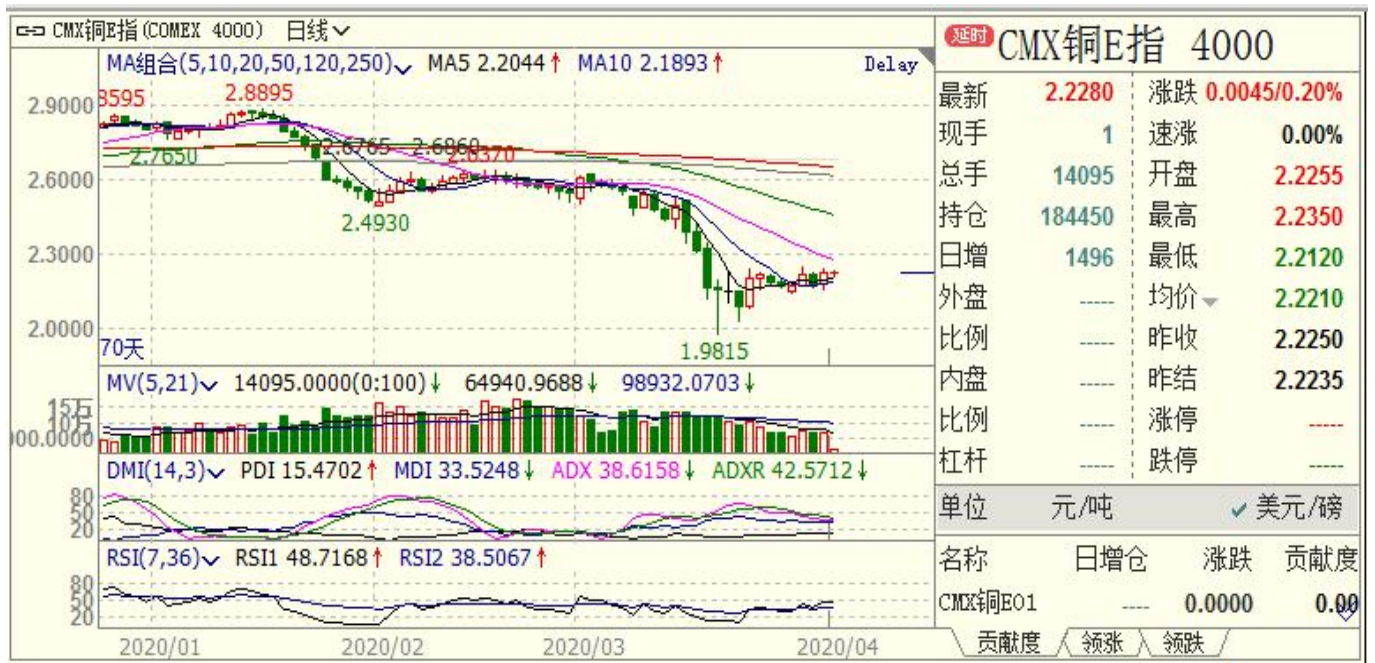 CMX铜E指(COMEX 4000) 日线
MA组合(5,10,20,50,120,250) MA5 2.2044↑ MA10 2.1893↑ Delay
2.9000
8595
2.8895
2.7650
2.6765
2.6860
2.6370
2.6000
2.4930
2.3000
2.0000
1.9815
70天
MV(5,21) 14095.0000(0:100)↓ 64940.9688↓ 98932.0703↓
15万
10万
000.0000
DMI(14,3) PDI 15.4702↑ MDI 33.5248↓ ADX 38.6158↓ ADXR 42.5712↓
80
50
20
RSI(7,36) RSI1 48.7168↑ RSI2 38.5067↑
80
50
20
2020/01 2020/02 2020/03 2020/04
延时 CMX铜E指 4000
最新 2.2280 涨跌 0.0045/0.20%
现手 1 速涨 0.00%
总手 14095 开盘 2.2255
持仓 184450 最高 2.2350
日增 1496 最低 2.2120
外盘 ---- 均价 2.2210
比例 ---- 昨收 2.2250
内盘 ---- 昨结 2.2235
比例 ---- 涨停 ----
杠杆 ---- 跌停 ----
单位 元/吨 ✓美元/磅
名称 日增仓 涨跌 贡献度
CMX铜E01 ---- 0.0000 0.00
贡献度 领涨 领跌